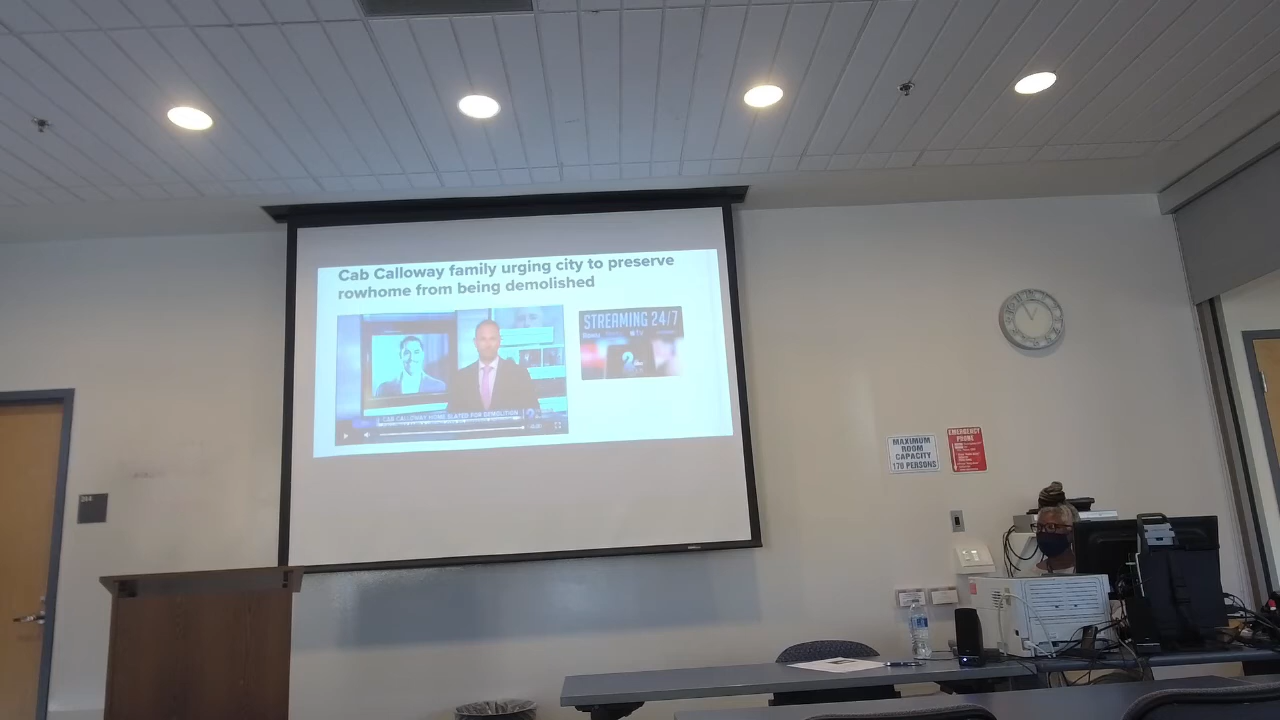 Cab Calloway family urging city to preserve
rowhome from being demolished
STREAMING 24/7
CAB CALLOWAY HOME SLATED FOR DEMOLITION
2
MAXIMUM
ROOM
CAPACITY
170 PERSONS
EMERGENCY
PHONE